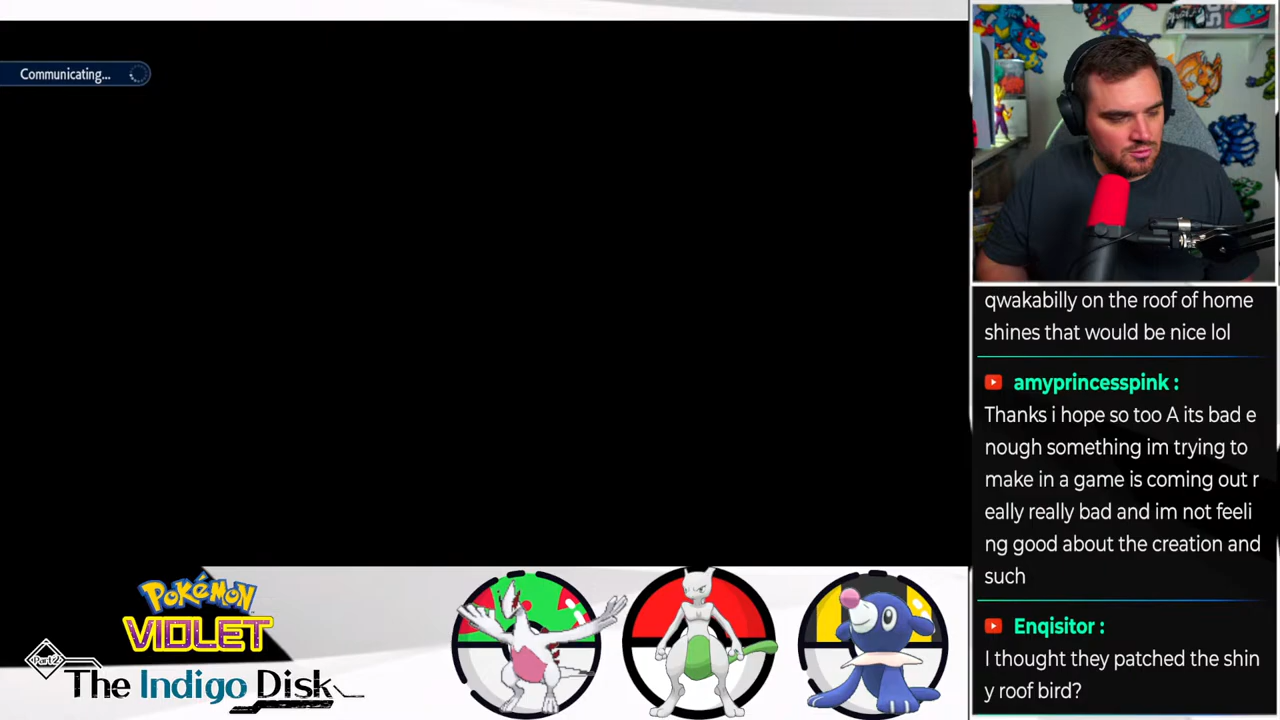 Communicating...
qwakabilly on the roof of home
shines that would be nice lol
amyprincesspink :
Thanks i hope so too A its bad e
nough something im trying to
make in a game is coming out r
eally really bad and im not feeli
ng good about the creation and
such
Enqisitor :
I thought they patched the shin
y roof bird?
POKÉMON
VIOLET
Part 2
The Indigo Disk